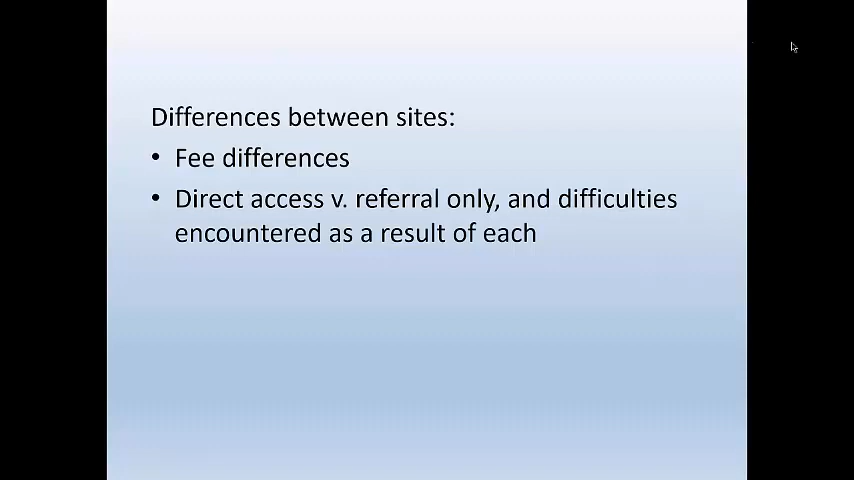 Differences between sites:
• Fee differences
• Direct access v. referral only, and difficulties
encountered as a result of each